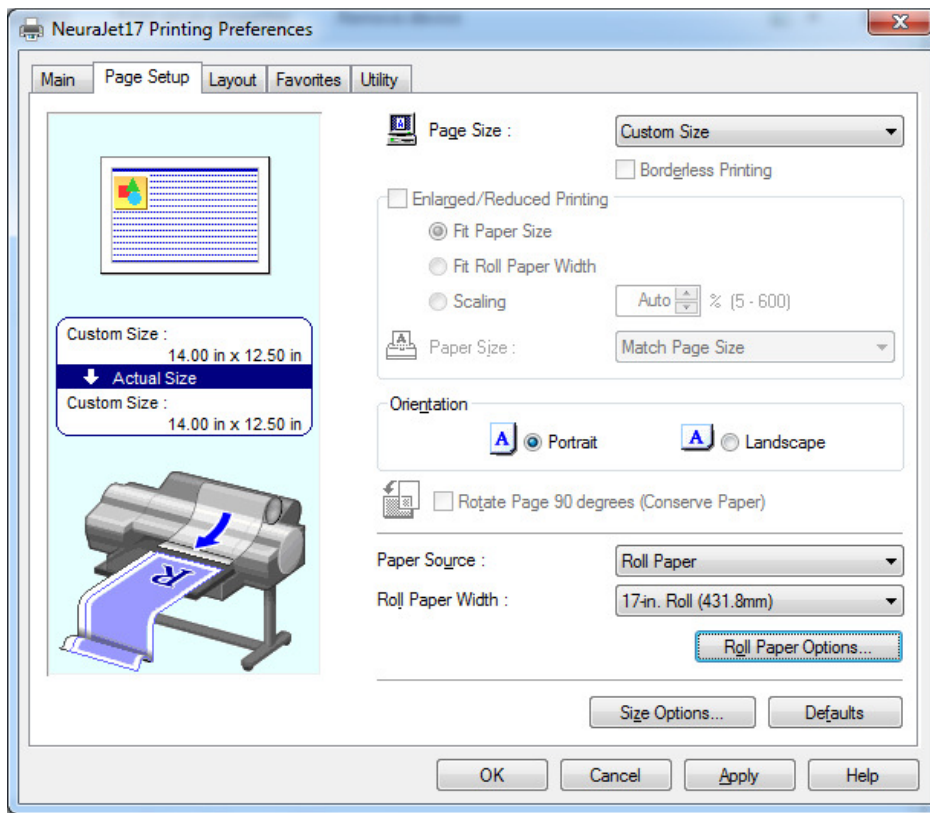 NeuraJet17 Printing Preferences
Main Page Setup Layout Favorites Utility
Page Size : Custom Size
Borderless Printing
Enlarged/Reduced Printing
Fit Paper Size
Fit Roll Paper Width
Scaling Auto % (5 - 600)
Paper Size : Match Page Size
Custom Size :
14.00 in x 12.50 in
Actual Size
Custom Size :
14.00 in x 12.50 in
Orientation
A Portrait A Landscape
Rotate Page 90 degrees (Conserve Paper)
R
Paper Source : Roll Paper
Roll Paper Width : 17-in. Roll (431.8mm)
Roll Paper Options...
Size Options... Defaults
OK Cancel Apply Help